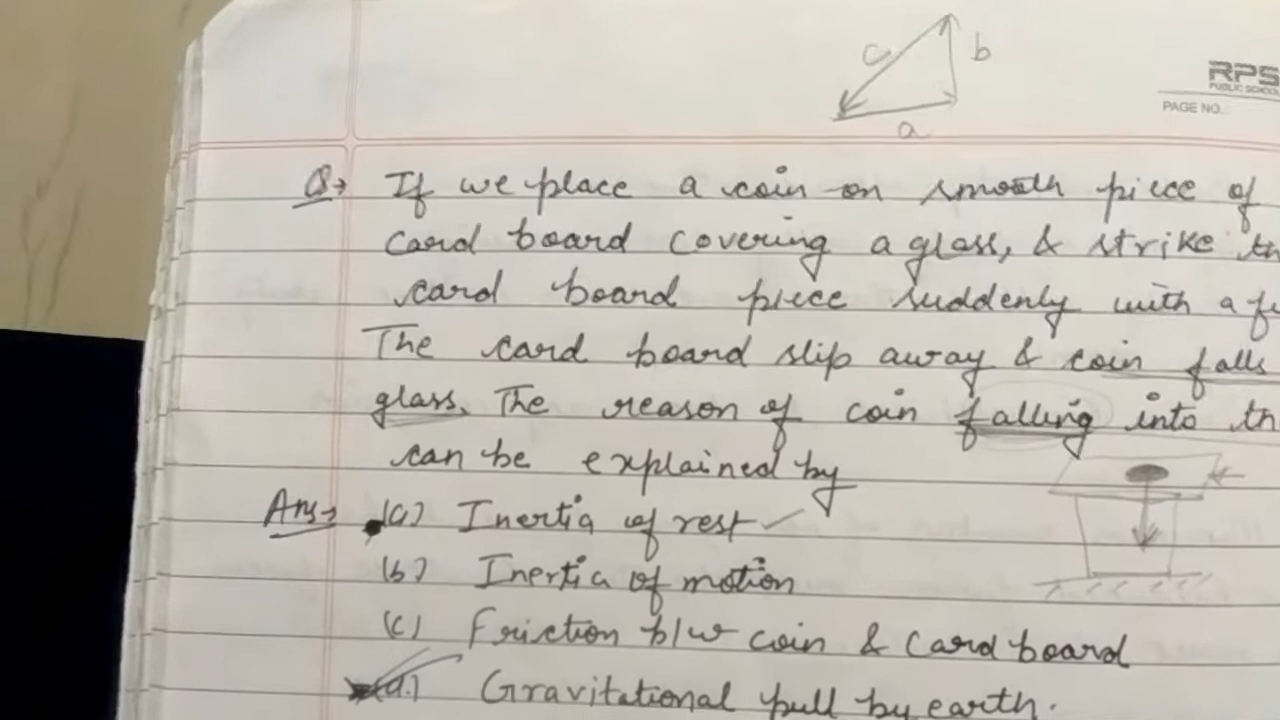 c b
a
RPS
PUBLIC SCHOOL
PAGE NO.
Q→ If we place a coin on smooth piece of
card board covering a glass, & strike
card board piece suddenly with a
The card board slip away & coin falls
glass. The reason of coin falling into
can be explained by
Ans→ (a) Inertia of rest ✓
(b) Inertia of motion
(c) Friction b/w coin & card board
(d.) Gravitational pull by earth.